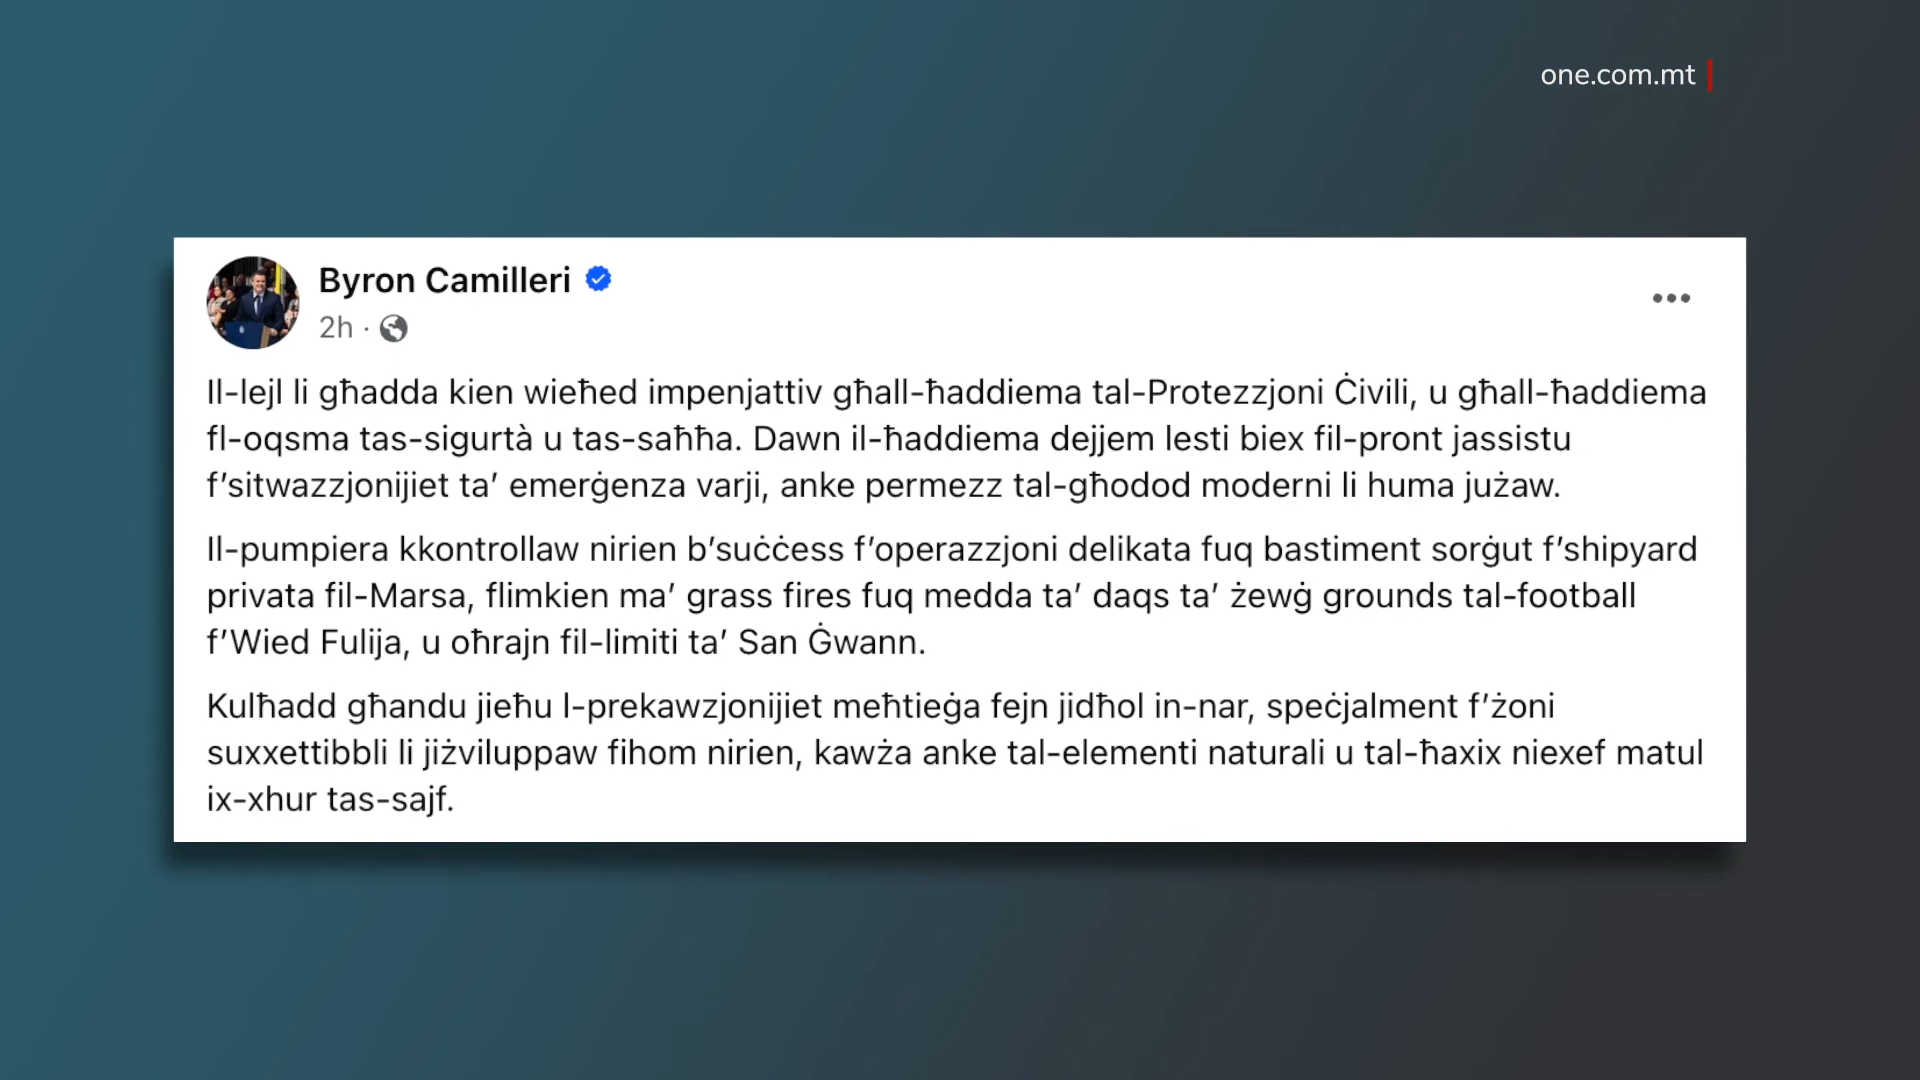 one.com.mt
Byron Camilleri
2h ·
Il-lejl li għadda kien wieħed impenjattiv għall-ħaddiema tal-Protezzjoni Ċivili, u għall-ħaddiema
fl-oqsma tas-sigurtà u tas-saħħa. Dawn il-ħaddiema dejjem lesti biex fil-pront jassistu
f’sitwazzjonijiet ta’ emerġenza varji, anke permezz tal-għodod moderni li huma jużaw.
Il-pumpiera kkontrollaw nirien b’suċċess f’operazzjoni delikata fuq bastiment sorġut f’shipyard
privata fil-Marsa, flimkien ma’ grass fires fuq medda ta’ daqs ta’ żewġ grounds tal-football
f’Wied Fulija, u oħrajn fil-limiti ta’ San Ġwann.
Kulħadd għandu jieħu l-prekawzjonijiet meħtieġa fejn jidħol in-nar, speċjalment f’żoni
suxxettibbli li jiżviluppaw fihom nirien, kawża anke tal-elementi naturali u tal-ħaxix niexef matul
ix-xhur tas-sajf.